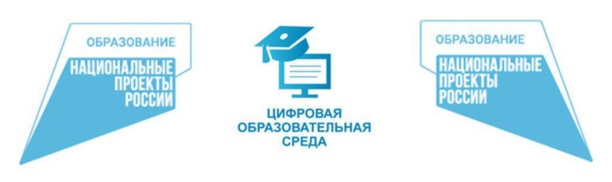 ОБРАЗОВАНИЕ
НАЦИОНАЛЬНЫЕ
ПРОЕКТЫ
РОССИИ
ЦИФРОВАЯ
ОБРАЗОВАТЕЛЬНАЯ
СРЕДА
ОБРАЗОВАНИЕ
НАЦИОНАЛЬНЫЕ
ПРОЕКТЫ
РОССИИ